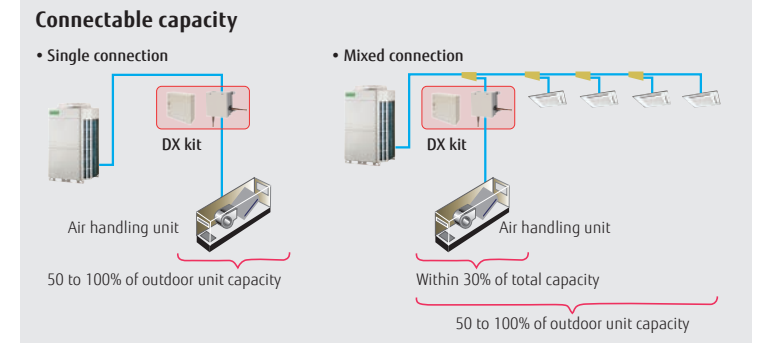 Connectable capacity
• Single connection
DX kit
Air handling unit
50 to 100% of outdoor unit capacity
• Mixed connection
DX kit
Air handling unit
Within 30% of total capacity
50 to 100% of outdoor unit capacity